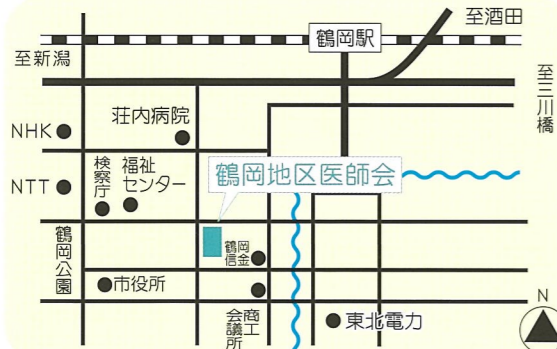 至酒田
鶴岡駅
至新潟
至三川橋
荘内病院
NHK
検察庁
福祉
センター
NTT
鶴岡地区医師会
鶴岡公園
鶴岡
信金
市役所
商工
会議所
東北電力
N